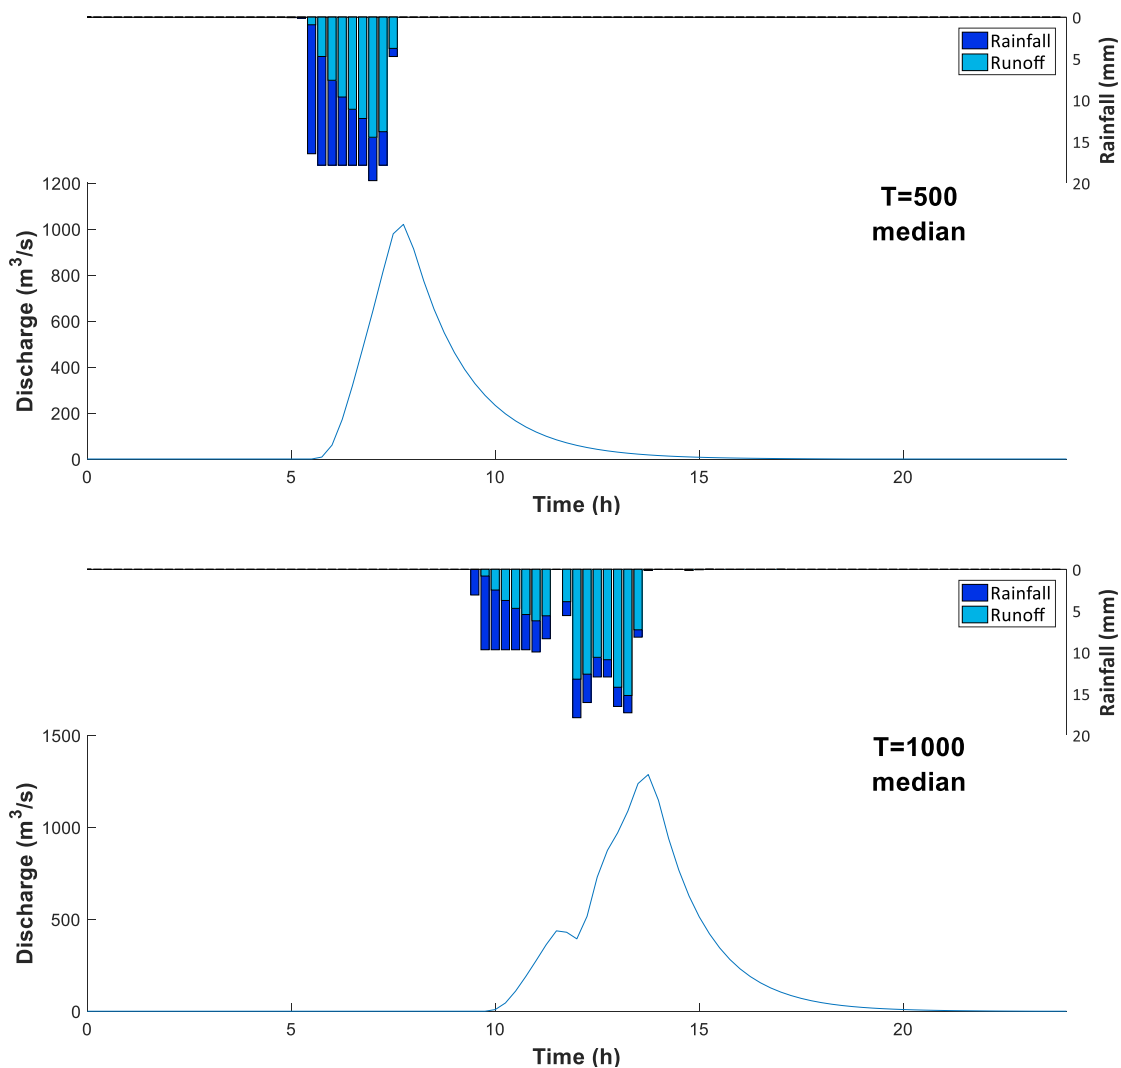 0
Rainfall
Runoff
5
10
15
20
Rainfall (mm)
T=500
median
1200
1000
800
600
400
200
0
Discharge (m³/s)
0 5 10 15 20
Time (h)
0
Rainfall
Runoff
5
10
15
20
Rainfall (mm)
T=1000
median
1500
1000
500
0
Discharge (m³/s)
0 5 10 15 20
Time (h)